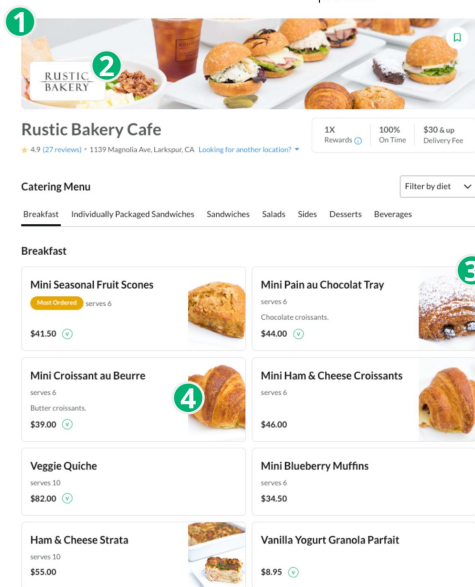 1
2
RUSTIC
BAKERY
Rustic Bakery Cafe
4.9 (27 reviews) • 1139 Magnolia Ave, Larkspur, CA Looking for another location?
1X
Rewards
100%
On Time
$30 & up
Delivery Fee
Catering Menu
Filter by diet
Breakfast Individually Packaged Sandwiches Sandwiches Salads Sides Desserts Beverages
Breakfast
3
Mini Seasonal Fruit Scones
Most Ordered serves 6
$41.50 V
Mini Pain au Chocolat Tray
serves 6
Chocolate croissants.
$44.00 V
Mini Croissant au Beurre
serves 6
Butter croissants.
$39.00 V
4
Mini Ham & Cheese Croissants
serves 6
$46.00
Veggie Quiche
serves 10
$82.00 V
Mini Blueberry Muffins
serves 6
$34.50
Ham & Cheese Strata
serves 10
$55.00
Vanilla Yogurt Granola Parfait
$8.95 V